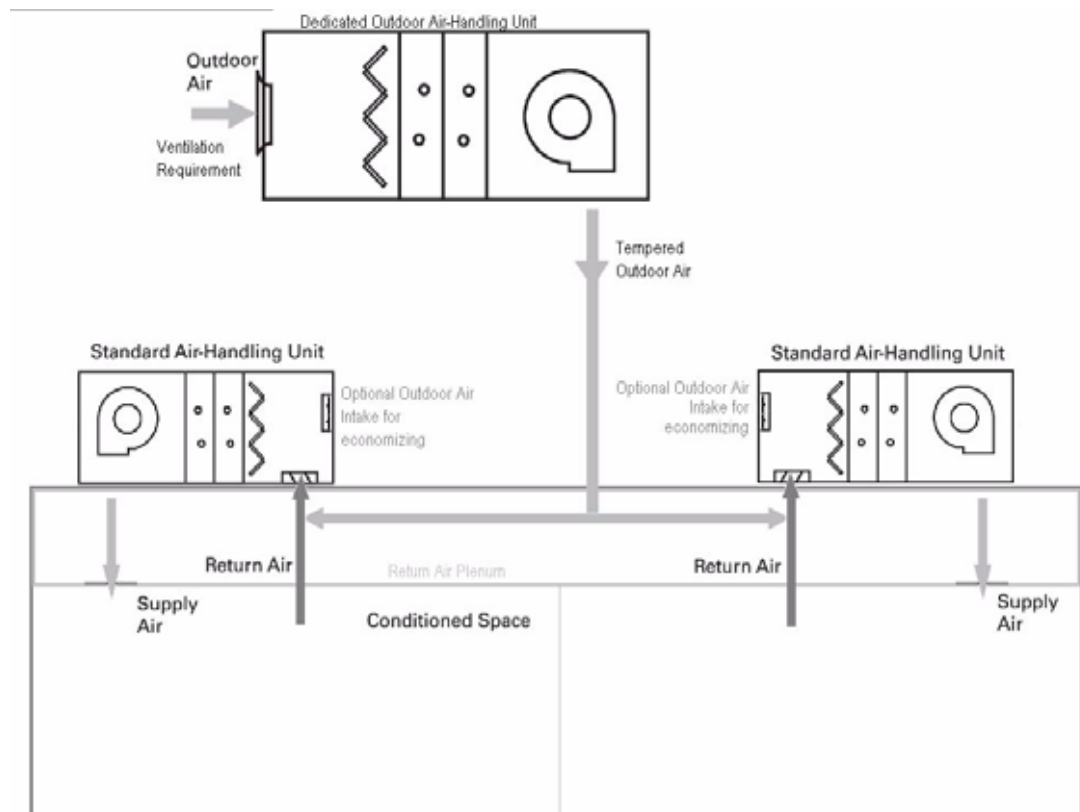 Dedicated Outdoor Air-Handling Unit
Outdoor
Air
Ventilation
Requirement
Tempered
Outdoor Air
Standard Air-Handling Unit
Optional Outdoor Air
Intake for
economizing
Standard Air-Handling Unit
Optional Outdoor Air
Intake for
economizing
Return Air
Return Air Plenum
Return Air
Supply
Air
Conditioned Space
Supply
Air